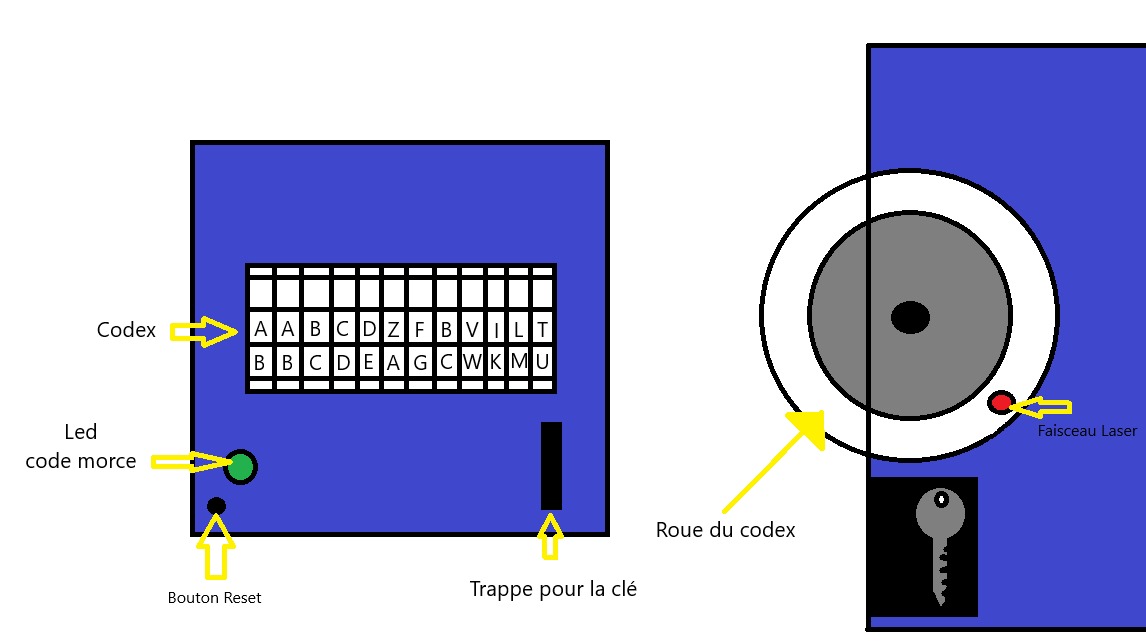 Codex
A A B C D Z F B V I L T
B B C D E A G C W K M U
Led
code morce
Bouton Reset
Trappe pour la clé
Roue du codex
Faisceau Laser